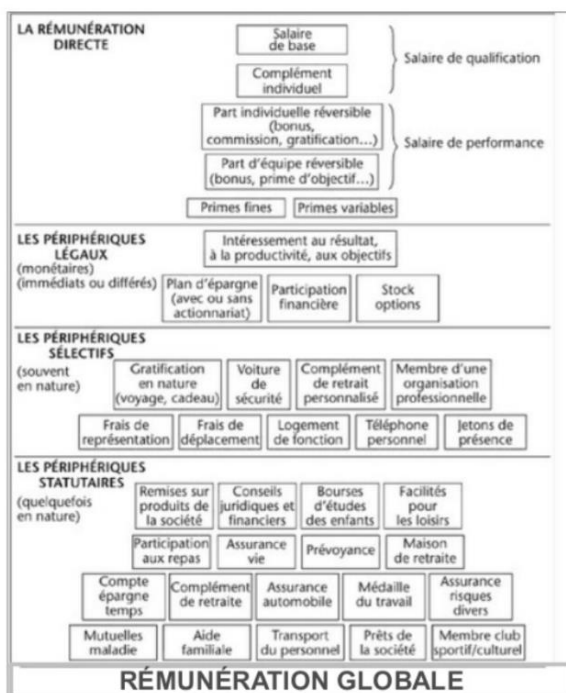 LA RÉMUNÉRATION
DIRECTE
Salaire
de base
Complément
individuel
Salaire de qualification
Part individuelle réversible
(bonus,
commission, gratification...)
Part d'équipe réversible
(bonus, prime d'objectif...)
Salaire de performance
Primes fines
Primes variables
LES PÉRIPHÉRIQUES
LÉGAUX
(monétaires)
(immédiats ou différés)
Intéressement au résultat,
à la productivité, aux objectifs
Plan d'épargne
(avec ou sans
actionnariat)
Participation
financière
Stock
options
LES PÉRIPHÉRIQUES
SÉLECTIFS
(souvent
en nature)
Gratification
en nature
(voyage, cadeau)
Voiture
de
sécurité
Complément
de retrait
personnalisé
Membre d'une
organisation
professionnelle
Frais de
représentation
Frais de
déplacement
Logement
de fonction
Téléphone
personnel
Jetons de
présence
LES PÉRIPHÉRIQUES
STATUTAIRES
(quelquefois
en nature)
Remises sur
produits de
la société
Conseils
juridiques et
financiers
Bourses
d'études
des enfants
Facilités
pour
les loisirs
Participation
aux repas
Assurance
vie
Prévoyance
Maison
de retraite
Compte
épargne
temps
Complément
de retraite
Assurance
automobile
Médaille
du travail
Assurance
risques
divers
Mutuelles
maladie
Aide
familiale
Transport
du personnel
Prêts de
la société
Membre club
sportif/culturel
RÉMUNÉRATION GLOBALE